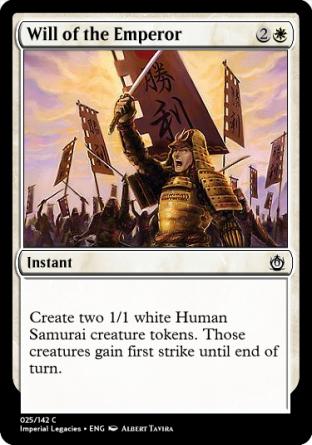 Will of the Emperor 2
勝利
Instant
Create two 1/1 white Human
Samurai creature tokens. Those
creatures gain first strike until end of
turn.
025/142 C
Imperial Legacies • ENG Albert Tavira